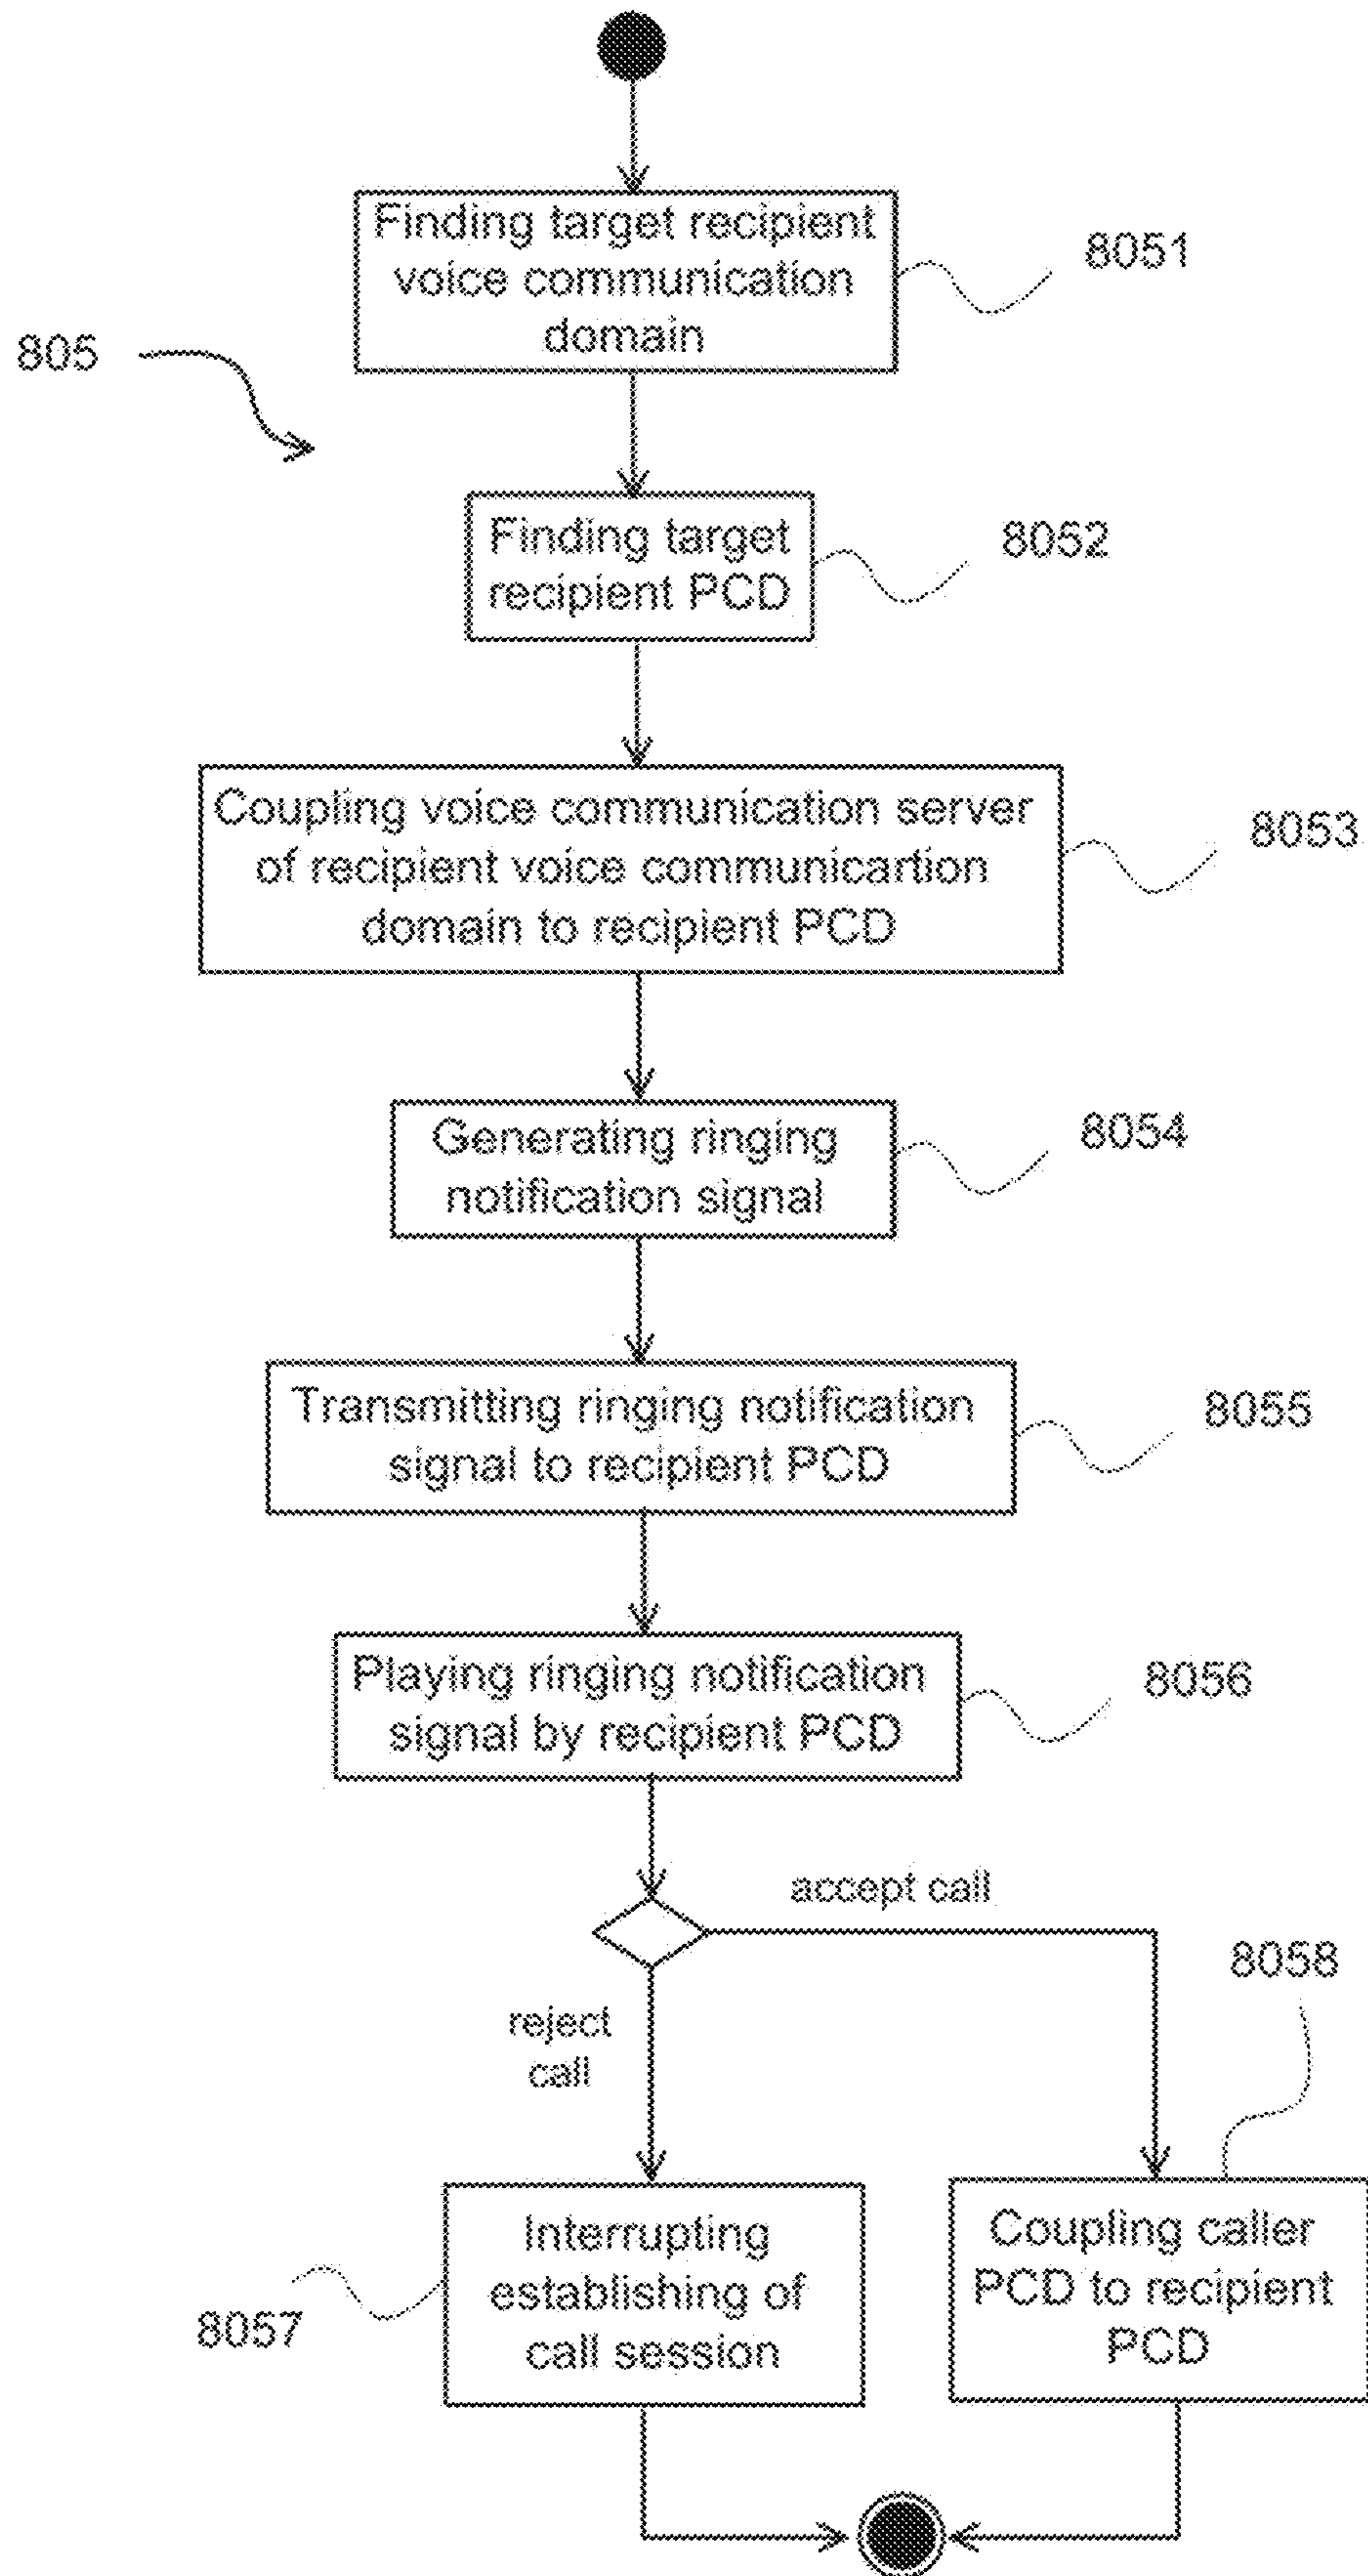 Finding target recipient
voice communication
domain
8051
805
Finding target
recipient PCD
8052
Coupling voice communication server
of recipient voice communicartion
domain to recipient PCD
8053
Generating ringing
notification signal
8054
Transmitting ringing notification
signal to recipient PCD
8055
Playing ringing notification
signal by recipient PCD
8056
accept call
reject
call
8058
Interrupting
establishing of
call session
8057
Coupling caller
PCD to recipient
PCD